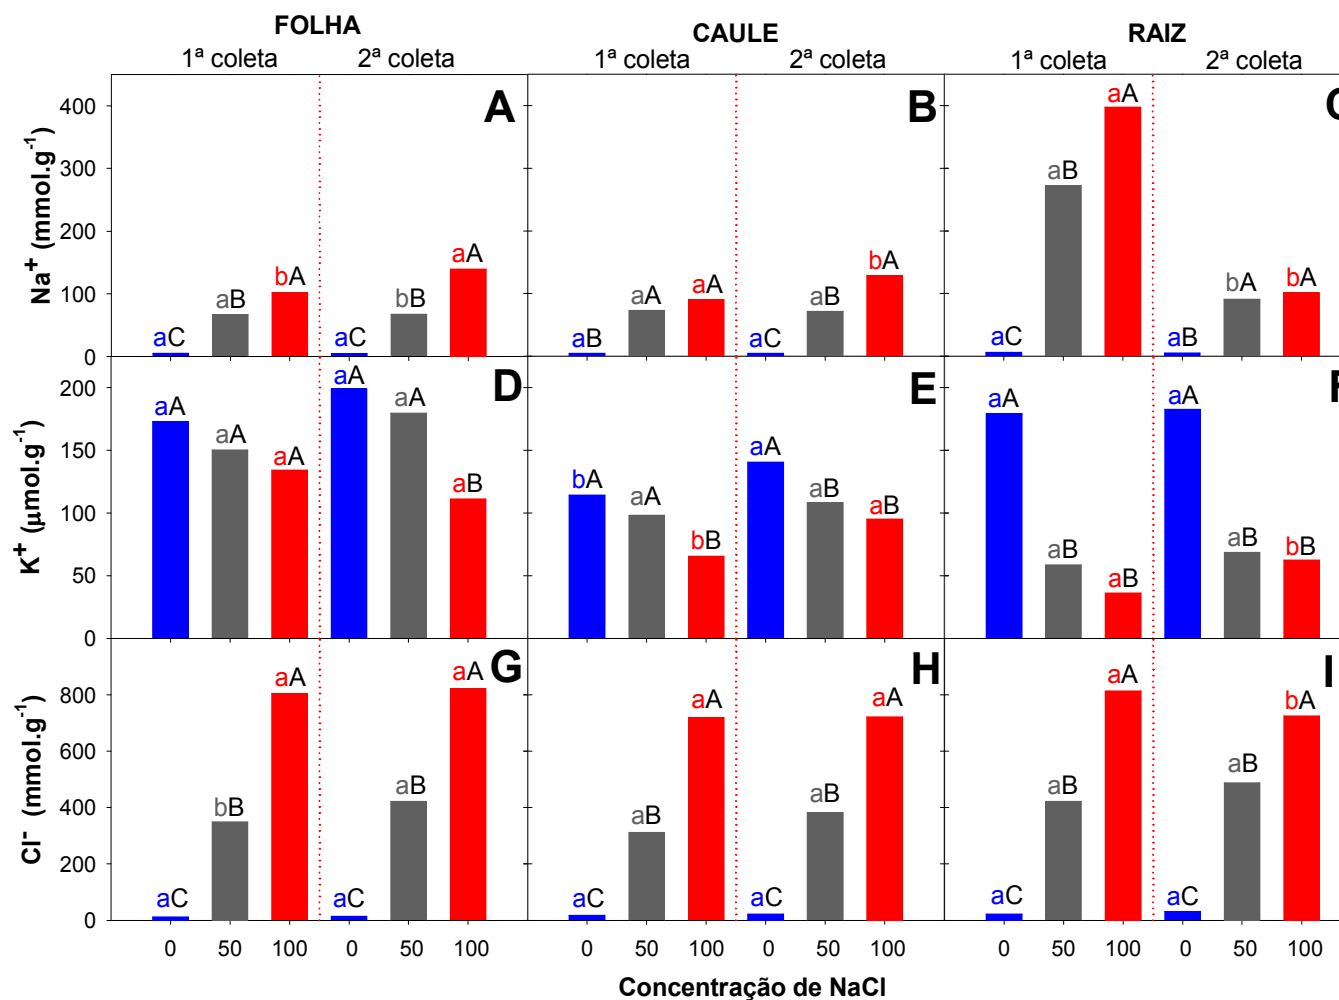 FOLHA CAULE RAIZ
1ª coleta 2ª coleta 1ª coleta 2ª coleta 1ª coleta 2ª coleta
Na⁺ (mmol.g⁻¹)
400
300
200
100
0
A
aC aB bA aC bB aA
B
aB aA aA aC aB bA
C
aC aB aA aB bA bA
K⁺ (μmol.g⁻¹)
200
150
100
50
0
D
aA aA aA aA aA aB
E
bA aA bB aA aB aB
F
aA aB aB aA aB bB
Cl⁻ (mmol.g⁻¹)
800
600
400
200
0
G
aC bB aA aC aB aA
H
aC aB aA aC aB aA
I
aC aB aA aC aB bA
0 50 100 0 50 100 0 50 100 0 50 100 0 50 100 0 50 100
Concentração de NaCl